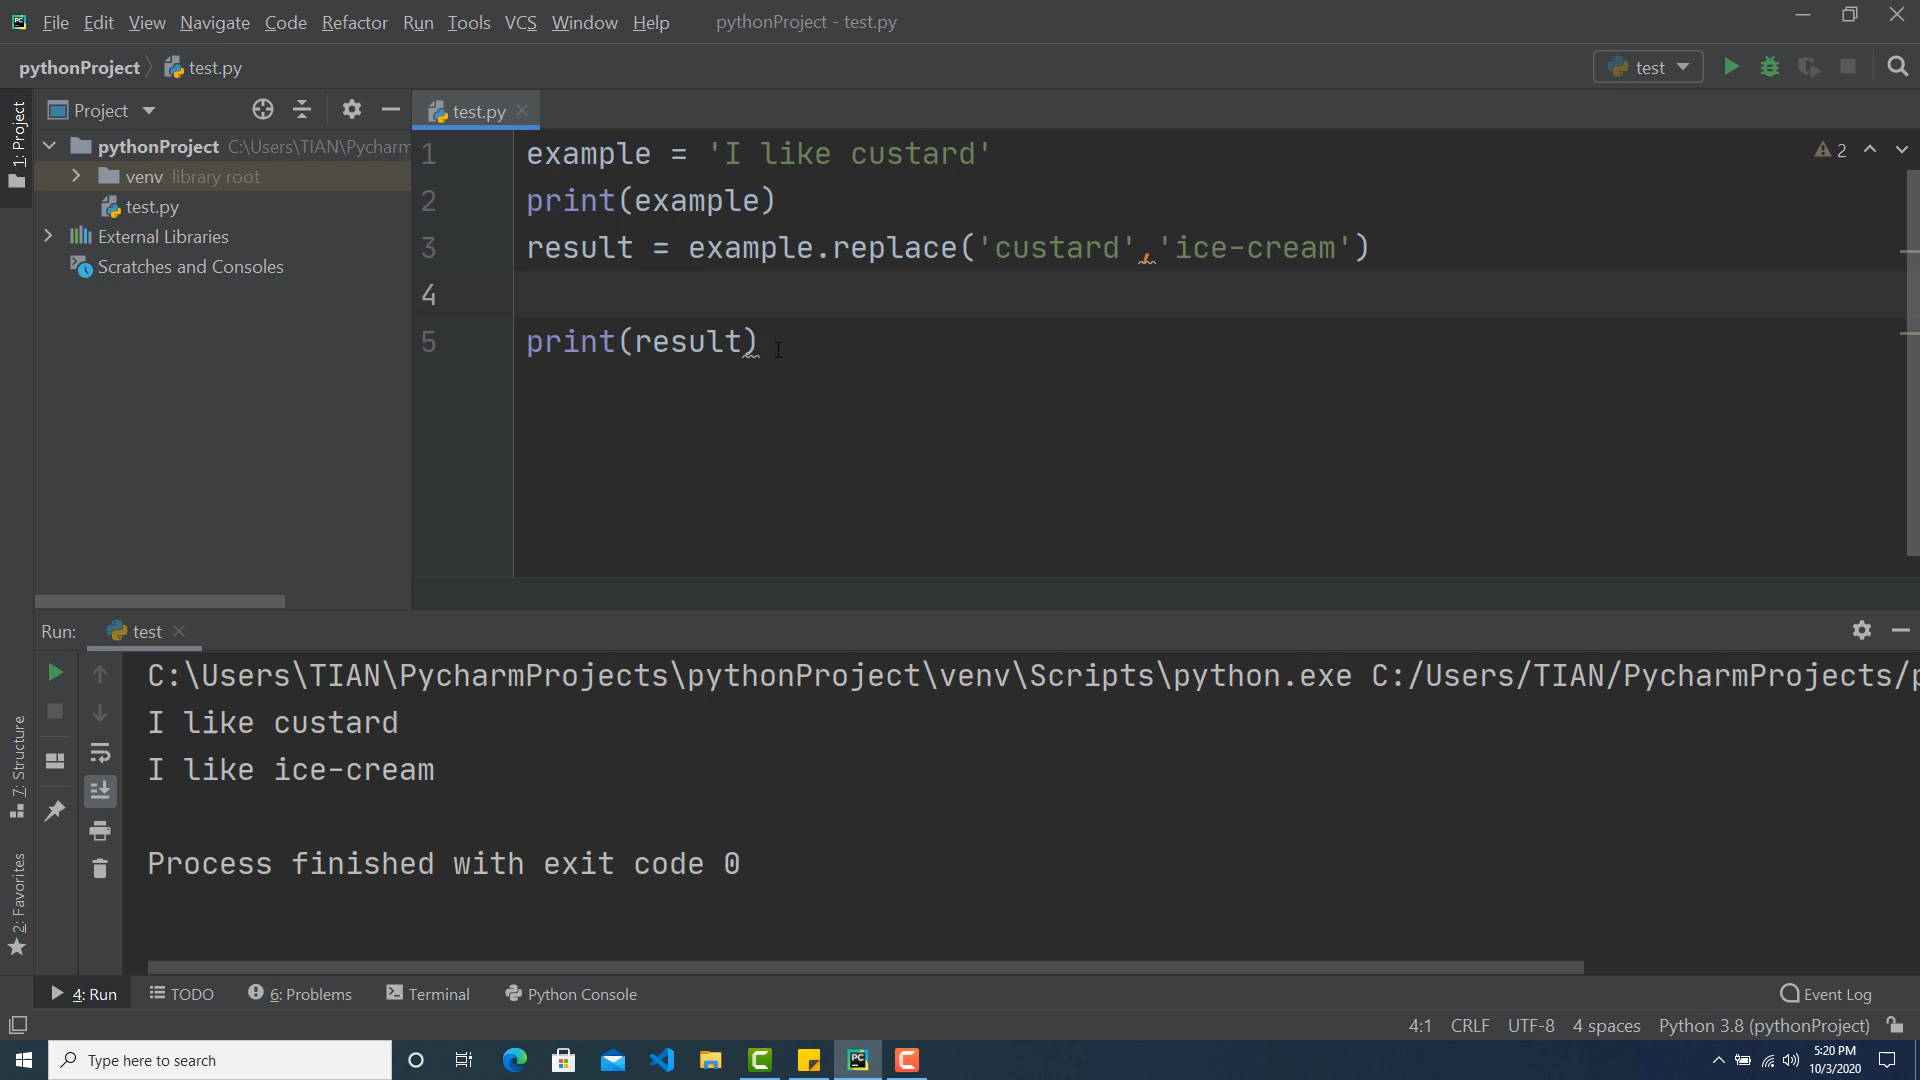 File Edit View Navigate Code Refactor Run Tools VCS Window Help pythonProject - test.py
pythonProject test.py test
1: Project
Project test.py
pythonProject C:\Users\TIAN\Pycharm
venv library root
test.py
External Libraries
Scratches and Consoles
1 example = 'I like custard'
2 print(example)
3 result = example.replace('custard','ice-cream')
4
5 print(result)
2
Run: test
C:\Users\TIAN\PycharmProjects\pythonProject\venv\Scripts\python.exe C:/Users/TIAN/PycharmProjects/p
I like custard
I like ice-cream
Process finished with exit code 0
7: Structure
2: Favorites
4: Run TODO 6: Problems Terminal Python Console Event Log
4:1 CRLF UTF-8 4 spaces Python 3.8 (pythonProject)
Type here to search
PC
5:20 PM
10/3/2020